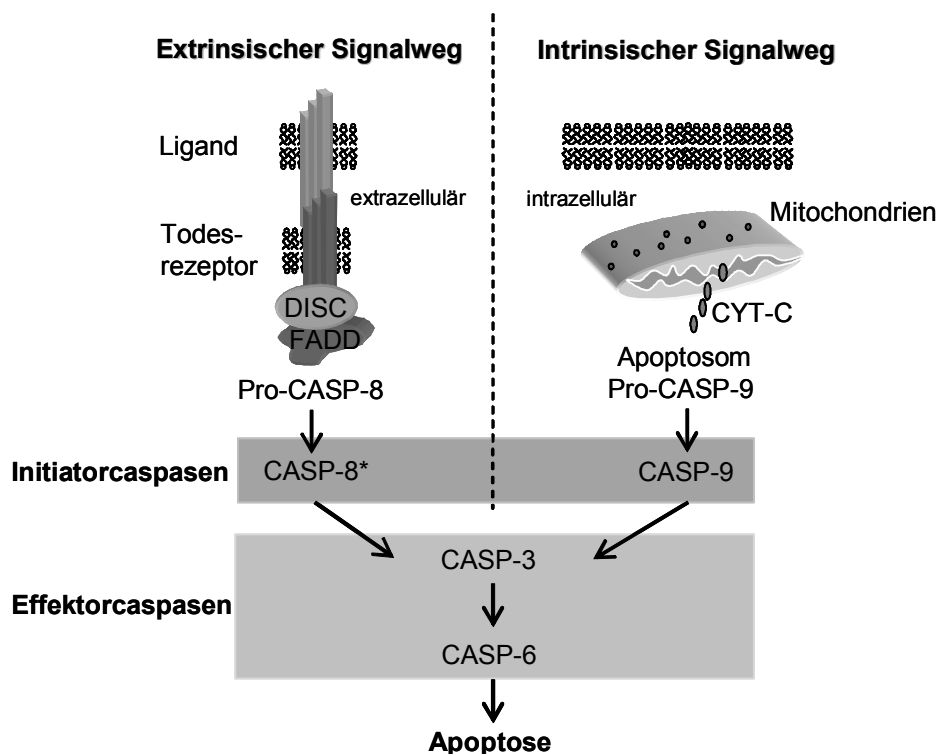 Extrinsischer Signalweg
Intrinsischer Signalweg
Ligand
extrazellulär
intrazellulär
Mitochondrien
Todes-
rezeptor
DISC
FADD
CYT-C
Apoptosom
Pro-CASP-8
Pro-CASP-9
Initiatorcaspasen
CASP-8*
CASP-9
CASP-3
Effektorcaspasen
CASP-6
Apoptose